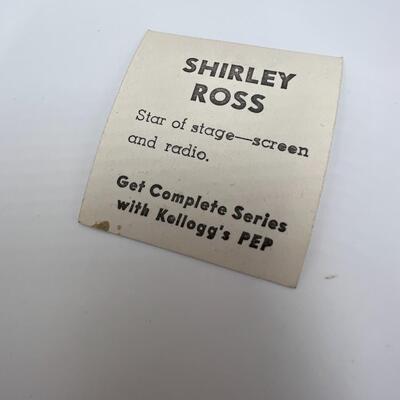 SHIRLEY
ROSS
Star of stage—screen
and radio.
Get Complete Series
with Kellogg's PEP